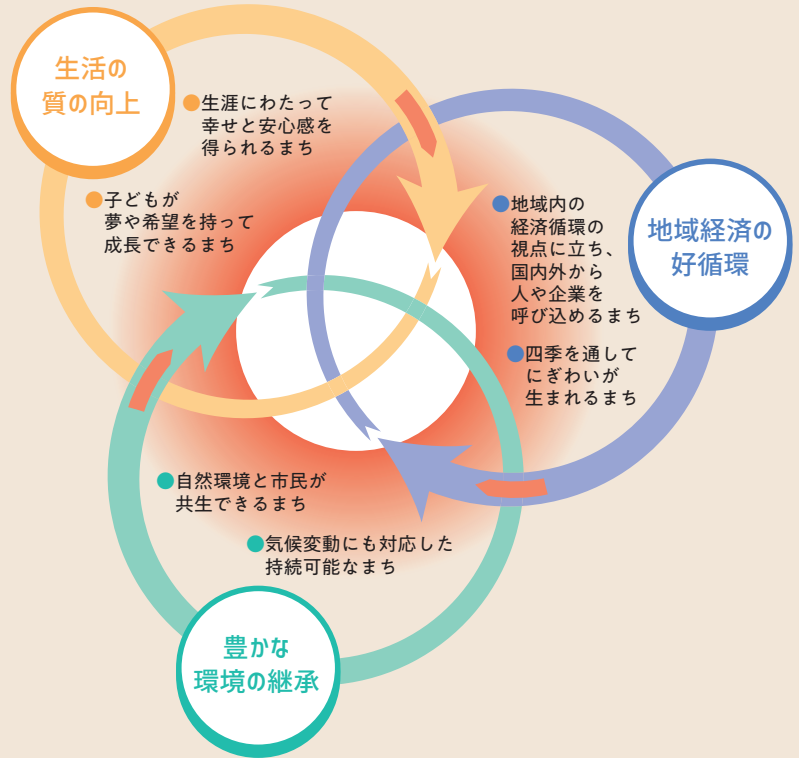 生活の
質の向上
●生涯にわたって
幸せと安心感を
得られるまち
●子どもが
夢や希望を持って
成長できるまち
地域経済の
好循環
●地域内の
経済循環の
視点に立ち、
国内外から
人や企業を
呼び込めるまち
●四季を通して
にぎわいが
生まれるまち
●自然環境と市民が
共生できるまち
●気候変動にも対応した
持続可能なまち
豊かな
環境の継承